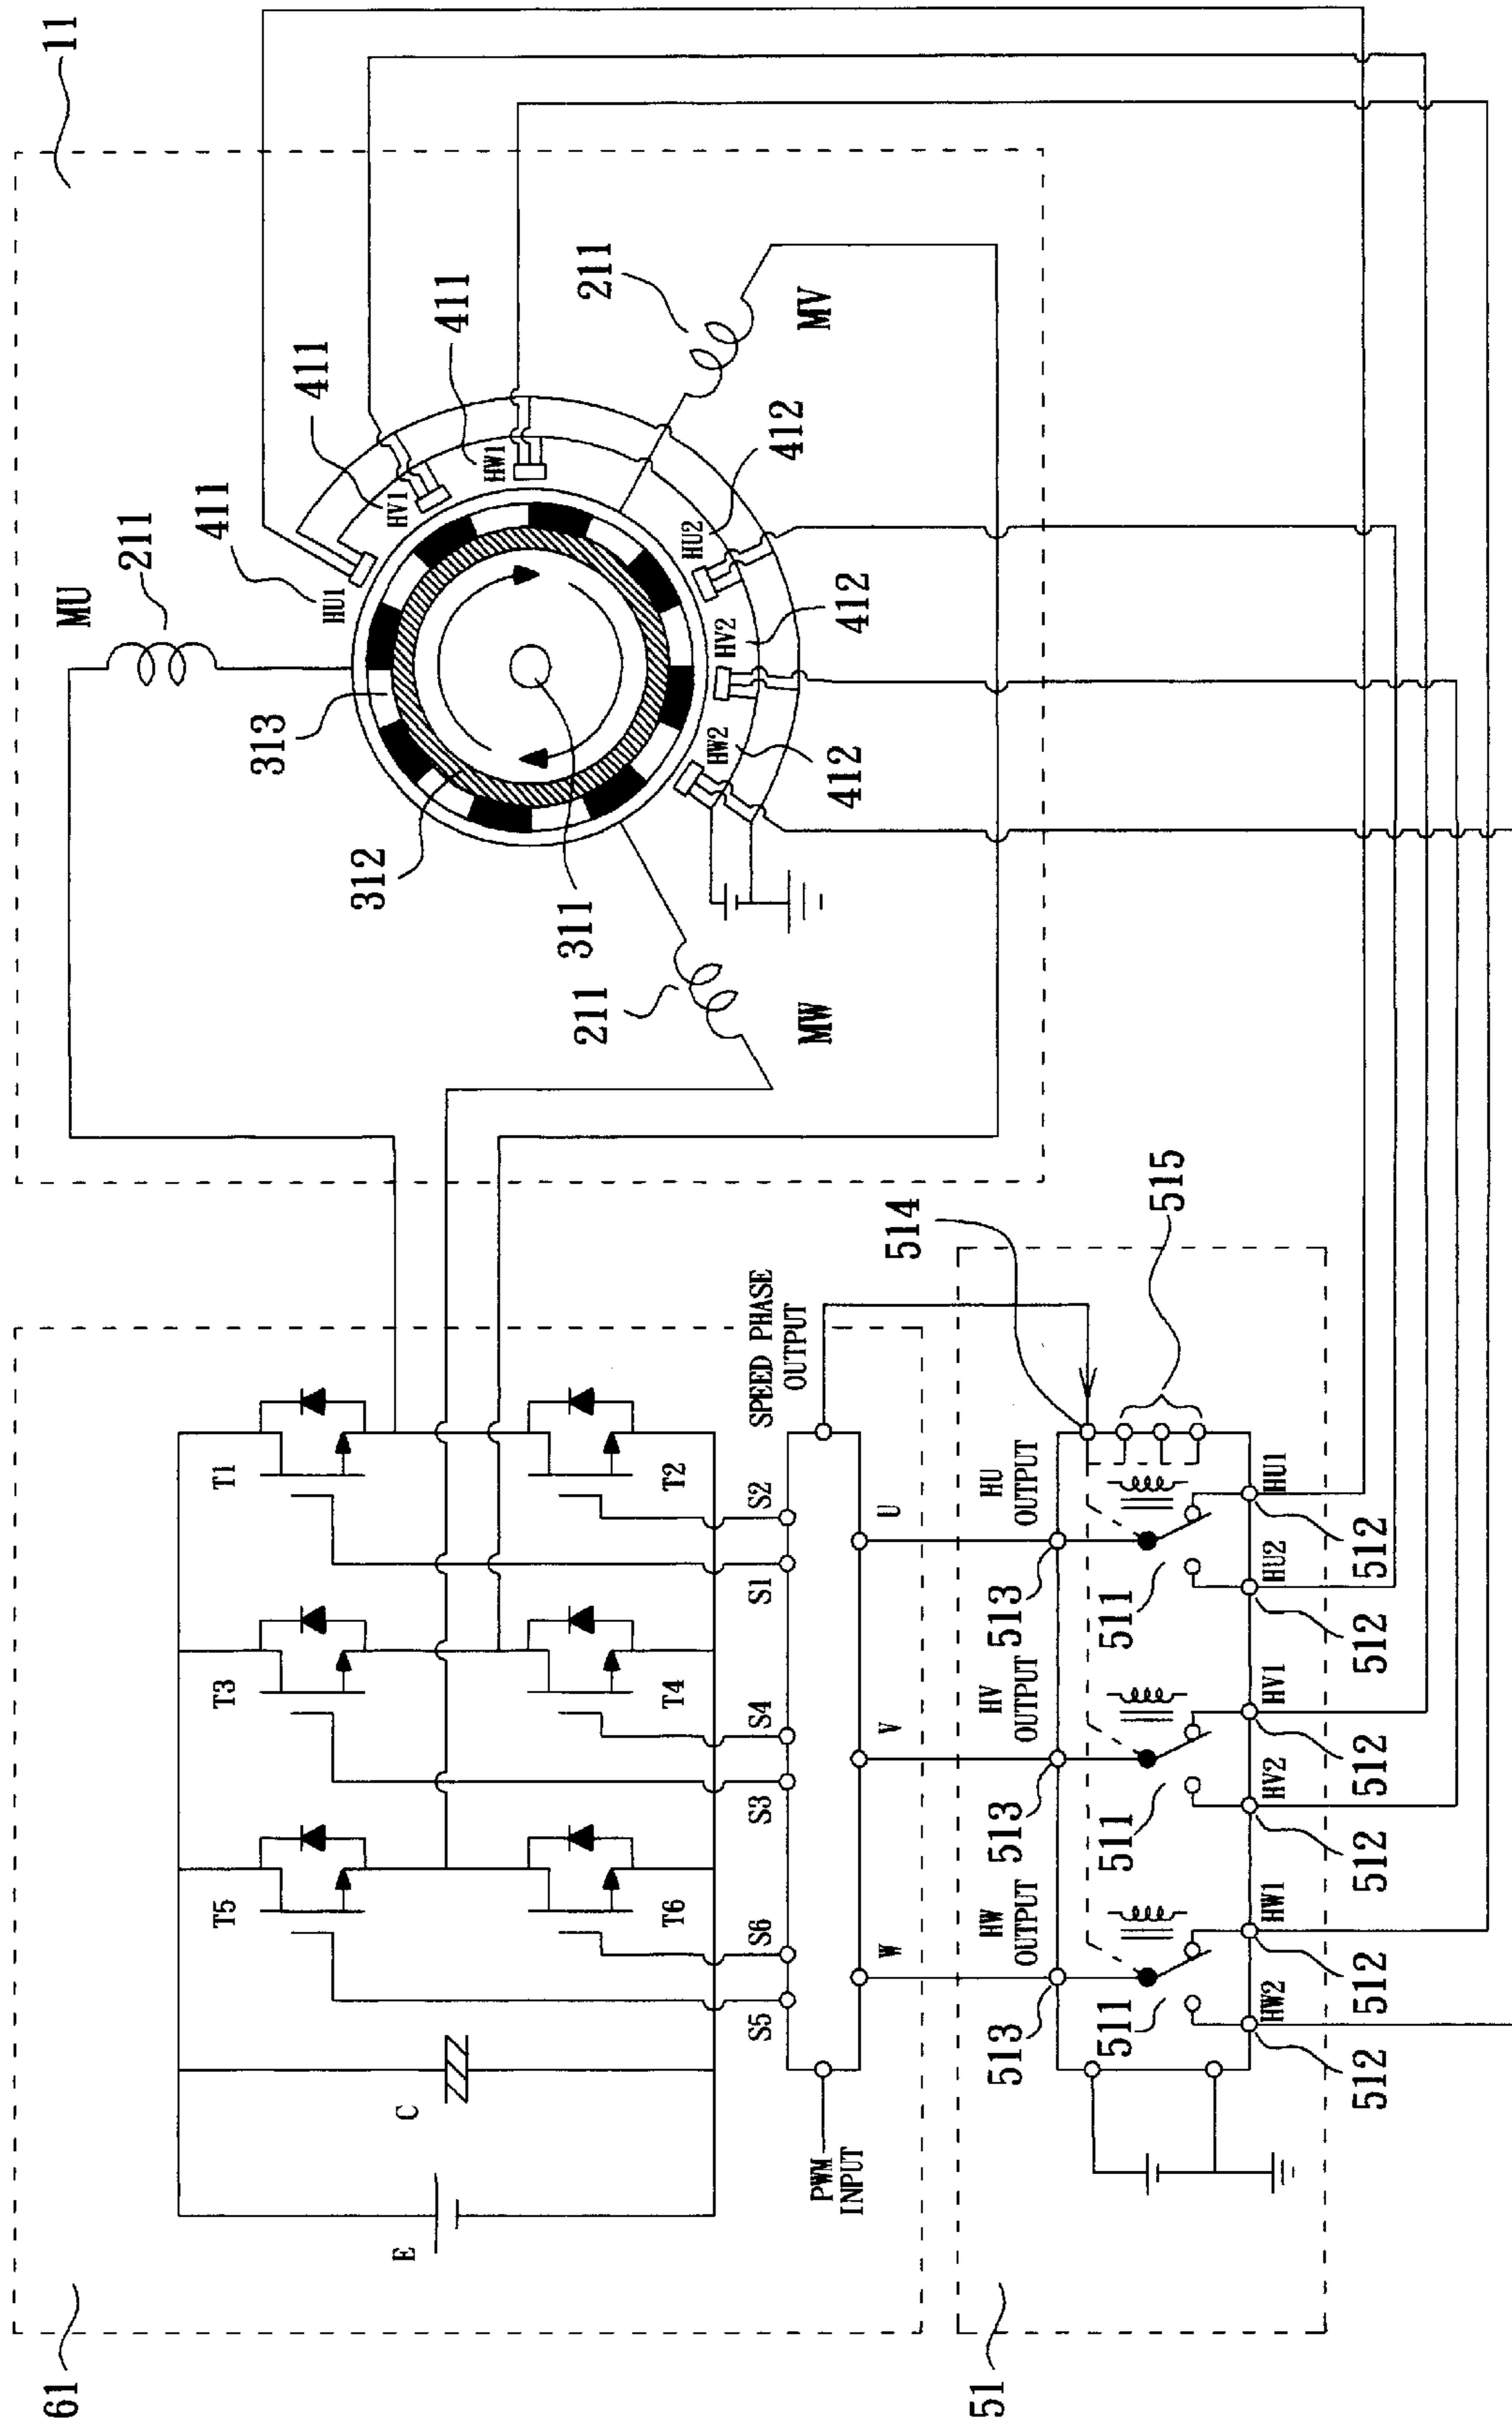 61
E
C
T5
T3
T1
T6
T4
T2
S5
S6
S3
S4
S1
S2
SPEED PHASE
OUTPUT
PWM
INPUT
W
V
U
51
HW
OUTPUT
HV
OUTPUT
HU
OUTPUT
513
513
513
514
515
511
511
511
HW2
HW1
HV2
HV1
HU2
HU1
512
512
512
512
512
512
11
MU
211
411
HU1
411
HV1
411
HW1
313
312
311
211
MV
211
MW
412
HU2
412
HV2
412
HW2